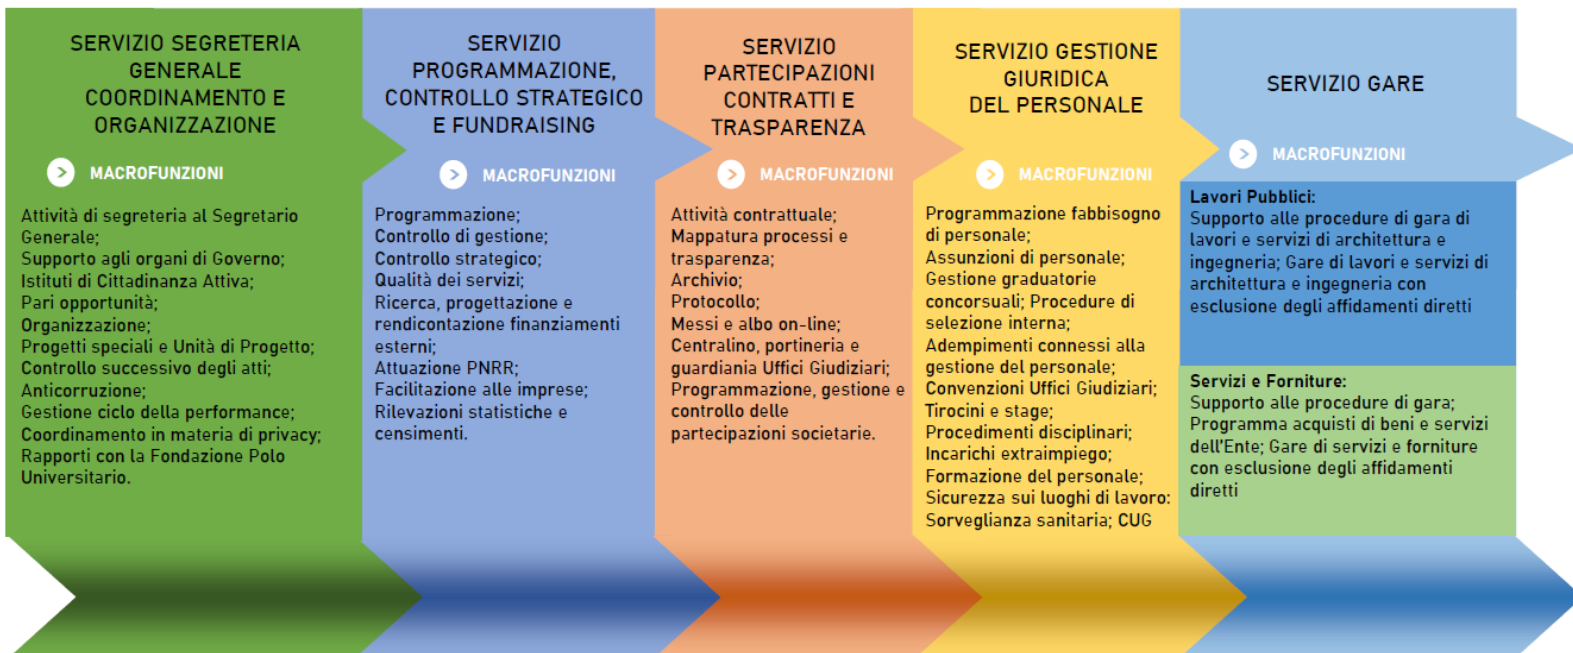 SERVIZIO SEGRETERIA
GENERALE
COORDINAMENTO E
ORGANIZZAZIONE
MACROFUNZIONI
Attività di segreteria al Segretario
Generale;
Supporto agli organi di Governo;
Istituti di Cittadinanza Attiva;
Pari opportunità;
Organizzazione;
Progetti speciali e Unità di Progetto;
Controllo successivo degli atti;
Anticorruzione;
Gestione ciclo della performance;
Coordinamento in materia di privacy;
Rapporti con la Fondazione Polo
Universitario.
SERVIZIO
PROGRAMMAZIONE,
CONTROLLO STRATEGICO
E FUNDRAISING
MACROFUNZIONI
Programmazione;
Controllo di gestione;
Controllo strategico;
Qualità dei servizi;
Ricerca, progettazione e
rendicontazione finanziamenti
esterni;
Attuazione PNRR;
Facilitazione alle imprese;
Rilevazioni statistiche e
censimenti.
SERVIZIO
PARTECIPAZIONI
CONTRATTI E
TRASPARENZA
MACROFUNZIONI
Attività contrattuale;
Mappatura processi e
trasparenza;
Archivio;
Protocollo;
Messi e albo on-line;
Centralino, portineria e
guardiania Uffici Giudiziari;
Programmazione, gestione e
controllo delle
partecipazioni societarie.
SERVIZIO GESTIONE
GIURIDICA
DEL PERSONALE
MACROFUNZIONI
Programmazione fabbisogno
di personale;
Assunzioni di personale;
Gestione graduatorie
concorsuali; Procedure di
selezione interna;
Adempimenti connessi alla
gestione del personale;
Convenzioni Uffici Giudiziari;
Tirocini e stage;
Procedimenti disciplinari;
Incarichi extraimpiego;
Formazione del personale;
Sicurezza sui luoghi di lavoro:
Sorveglianza sanitaria; CUG
SERVIZIO GARE
MACROFUNZIONI
Lavori Pubblici:
Supporto alle procedure di gara di
lavori e servizi di architettura e
ingegneria; Gare di lavori e servizi di
architettura e ingegneria con
esclusione degli affidamenti diretti
Servizi e Forniture:
Supporto alle procedure di gara;
Programma acquisti di beni e servizi
dell'Ente; Gare di servizi e forniture
con esclusione degli affidamenti
diretti